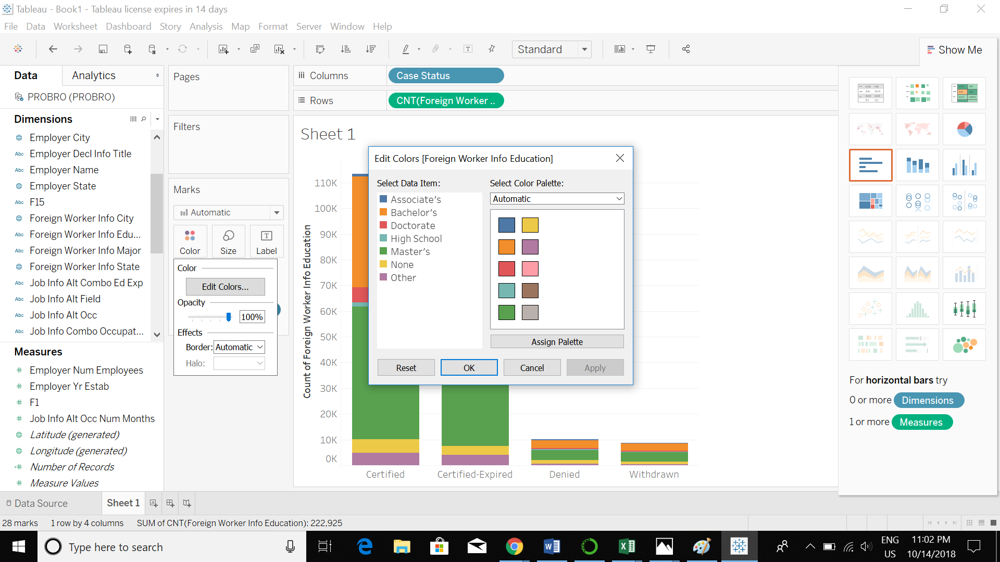 Tableau - Book1 - Tableau license expires in 14 days
File Data Worksheet Dashboard Story Analysis Map Format Server Window Help
Standard
Show Me
Data Analytics
PROBRO (PROBRO)
Dimensions
Employer City
Abc Employer Decl Info Title
Abc Employer Name
Employer State
Abc F15
Foreign Worker Info City
Abc Foreign Worker Info Edu...
Abc Foreign Worker Info Major
Foreign Worker Info State
Abc Job Info Alt Combo Ed Exp
Abc Job Info Alt Field
Abc Job Info Alt Occ
Abc Job Info Combo Occupat...
Measures
# Employer Num Employees
# Employer Yr Estab
# F1
# Job Info Alt Occ Num Months
Latitude (generated)
Longitude (generated)
=# Number of Records
# Measure Values
Pages
Filters
Marks
Automatic
Color Size Label
Color
Edit Colors...
Opacity
100%
Effects
Border: Automatic
Halo:
Columns Case Status
Rows CNT(Foreign Worker ..
Sheet 1
Count of Foreign Worker Info Education
110K
100K
90K
80K
70K
60K
50K
40K
30K
20K
10K
0K
Certified Certified-Expired Denied Withdrawn
Edit Colors [Foreign Worker Info Education]
Select Data Item:
Associate's
Bachelor's
Doctorate
High School
Master's
None
Other
Select Color Palette:
Automatic
Assign Palette
Reset OK Cancel Apply
For horizontal bars try
0 or more Dimensions
1 or more Measures
Data Source Sheet 1
28 marks 1 row by 4 columns SUM of CNT(Foreign Worker Info Education): 222,925
Type here to search
ENG
US
11:02 PM
10/14/2018